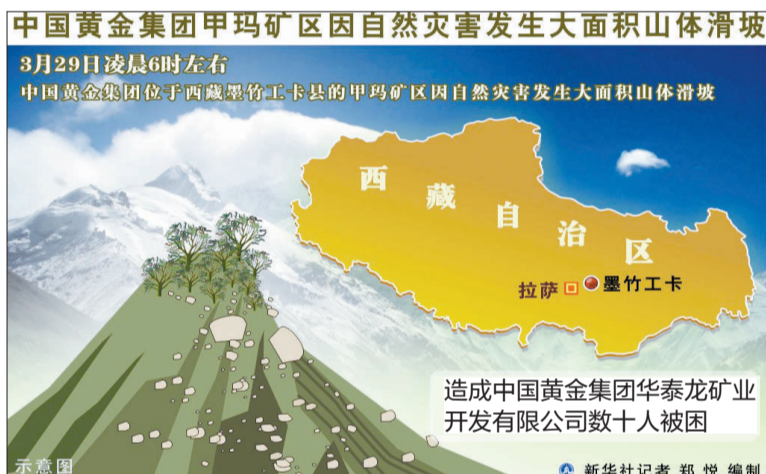 中国黄金集团甲玛矿区因自然灾害发生大面积山体滑坡
3月29日凌晨6时左右
中国黄金集团位于西藏墨竹工卡县的甲玛矿区因自然灾害发生大面积山体滑坡
西藏自治区
拉萨 墨竹工卡
造成中国黄金集团华泰龙矿业
开发有限公司数十人被困
示意图
新华社记者 郑 悦 编制